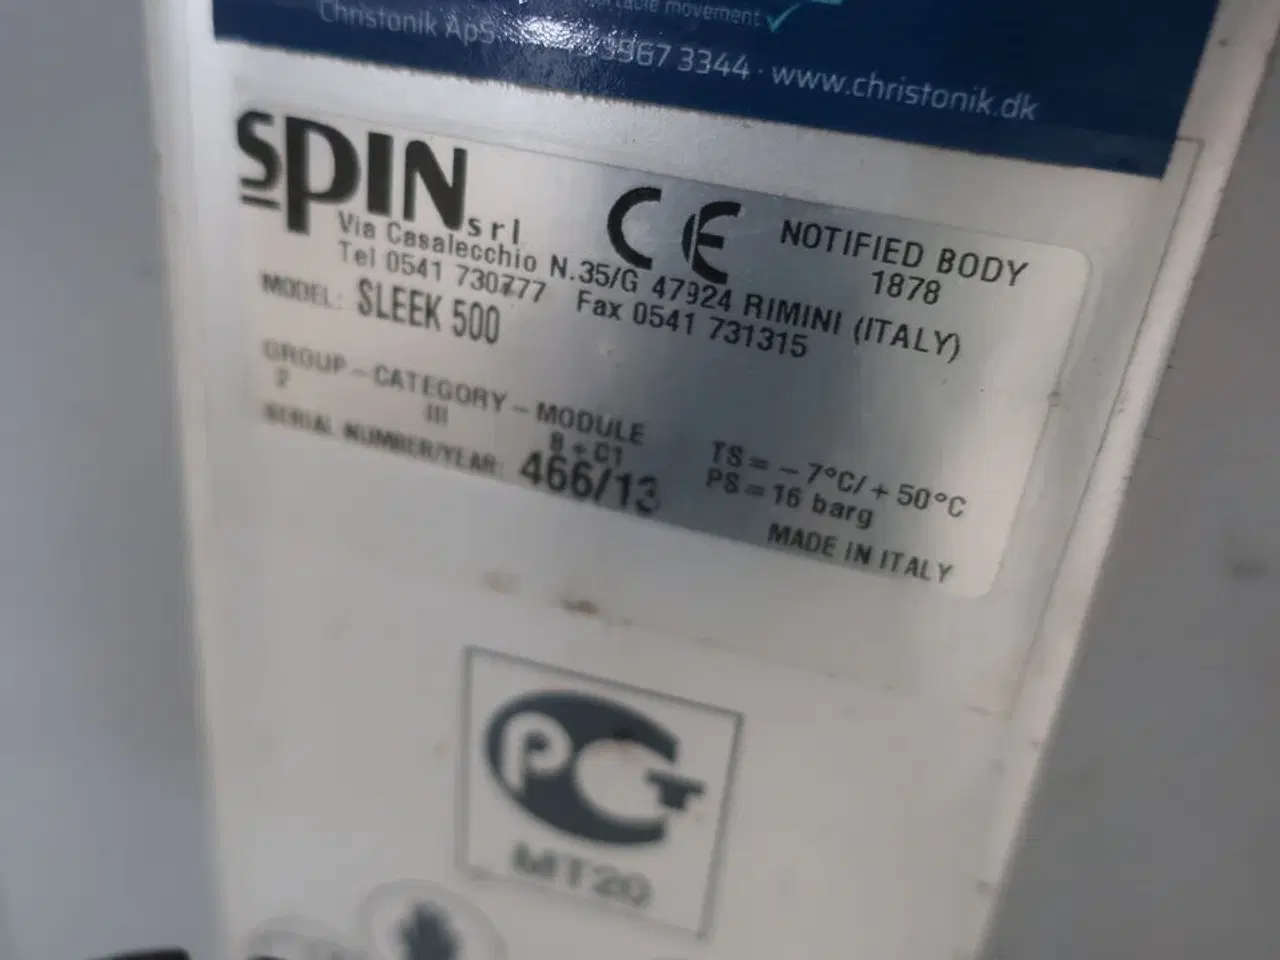 movement
Christonik ApS 3967 3344 · www.christonik.dk
SPIN srl
CE
NOTIFIED BODY
1878
Via Casalecchio N.35/G 47924 RIMINI (ITALY)
Tel 0541 730777 Fax 0541 731315
MODEL: SLEEK 500
GROUP – CATEGORY – MODULE
2 III B + C1
SERIAL NUMBER/YEAR: 466/13
TS = – 7°C/ + 50°C
PS = 16 barg
MADE IN ITALY
PCT
MT20